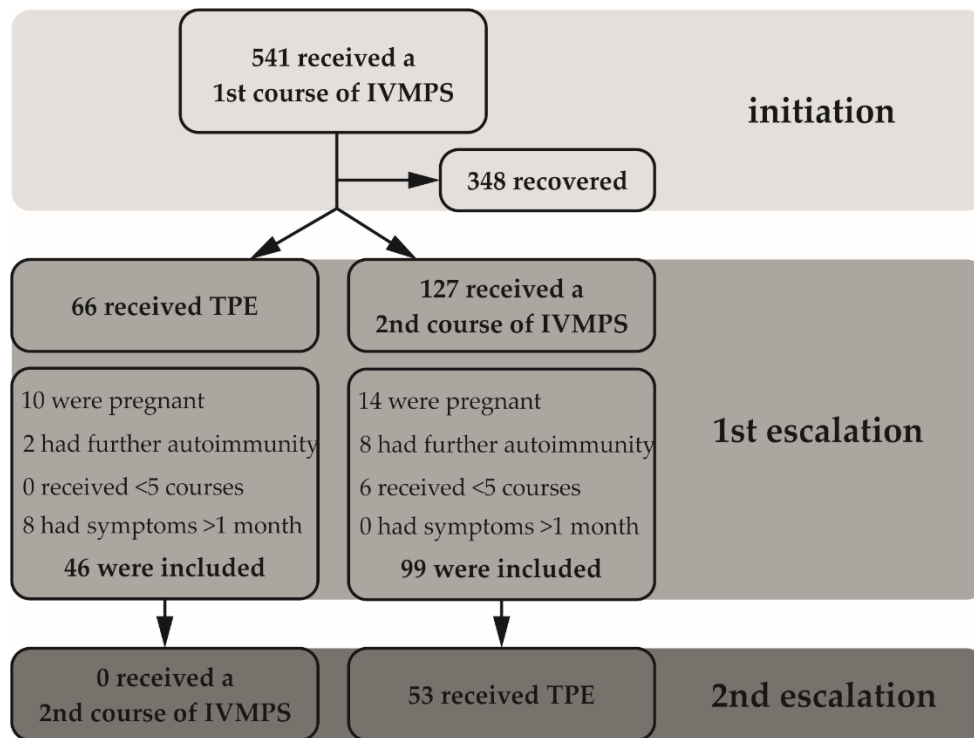 541 received a
1st course of IVMPS
initiation
348 recovered
66 received TPE
127 received a
2nd course of IVMPS
10 were pregnant
2 had further autoimmunity
0 received <5 courses
8 had symptoms >1 month
46 were included
14 were pregnant
8 had further autoimmunity
6 received <5 courses
0 had symptoms >1 month
99 were included
1st escalation
0 received a
2nd course of IVMPS
53 received TPE
2nd escalation